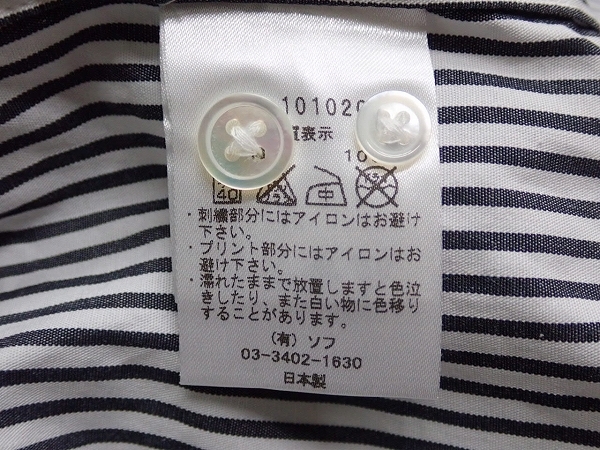 101020
質表示
10
40
・刺繍部分にはアイロンはお避け
下さい。
・プリント部分にはアイロンはお
避け下さい。
・濡れたままで放置しますと色泣
きしたり、また白い物に色移り
することがあります。
(有)ソフ
03-3402-1630
日本製